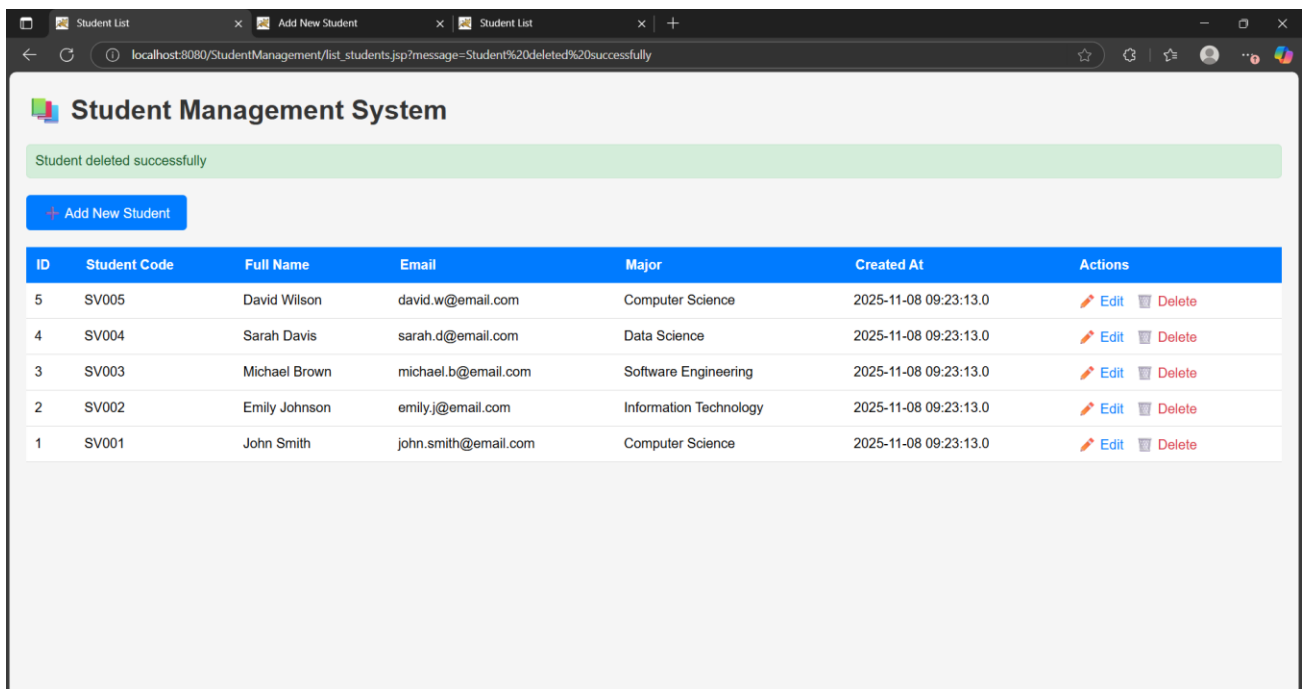 Student List
Add New Student
Student List
localhost:8080/StudentManagement/list_students.jsp?message=Student%20deleted%20successfully
Student Management System
Student deleted successfully
Add New Student
ID Student Code Full Name Email Major Created At Actions
5 SV005 David Wilson david.w@email.com Computer Science 2025-11-08 09:23:13.0 Edit Delete
4 SV004 Sarah Davis sarah.d@email.com Data Science 2025-11-08 09:23:13.0 Edit Delete
3 SV003 Michael Brown michael.b@email.com Software Engineering 2025-11-08 09:23:13.0 Edit Delete
2 SV002 Emily Johnson emily.j@email.com Information Technology 2025-11-08 09:23:13.0 Edit Delete
1 SV001 John Smith john.smith@email.com Computer Science 2025-11-08 09:23:13.0 Edit Delete